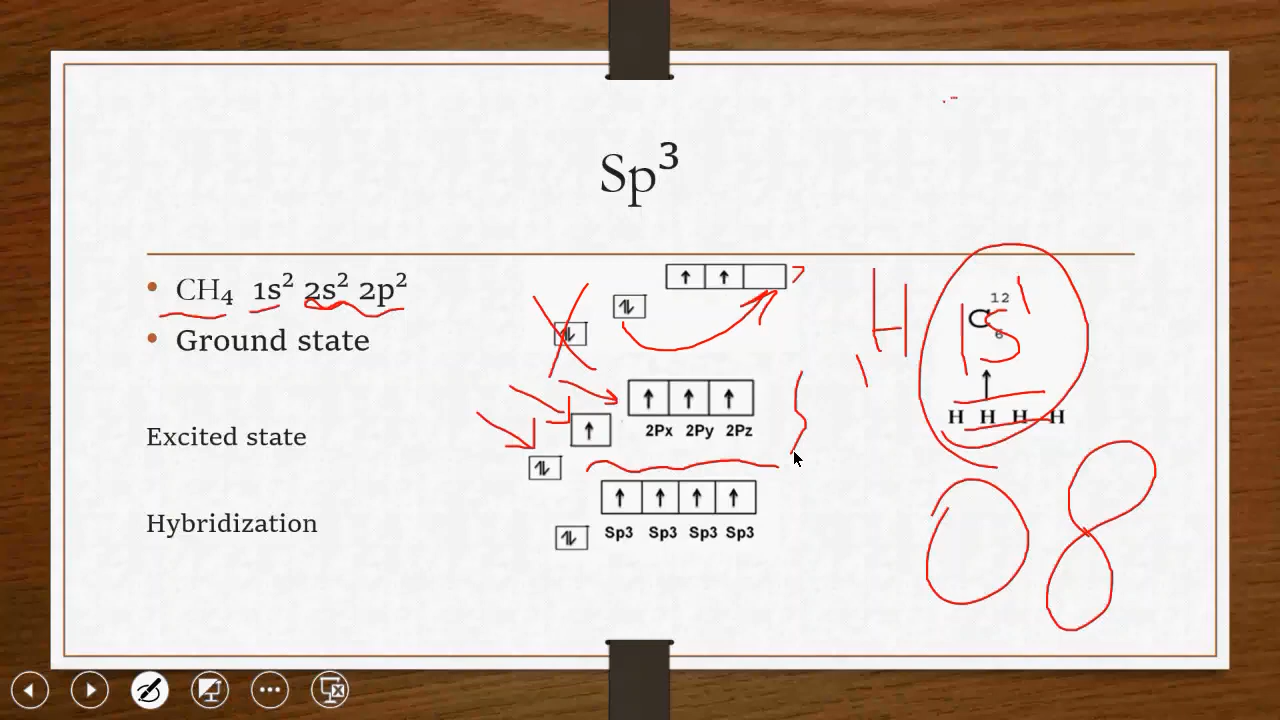 Sp³
• CH₄ 1s² 2s² 2p²
• Ground state
H 1s¹
12
C
6
H H H H
2Px 2Py 2Pz
Excited state
Hybridization
Sp3 Sp3 Sp3 Sp3